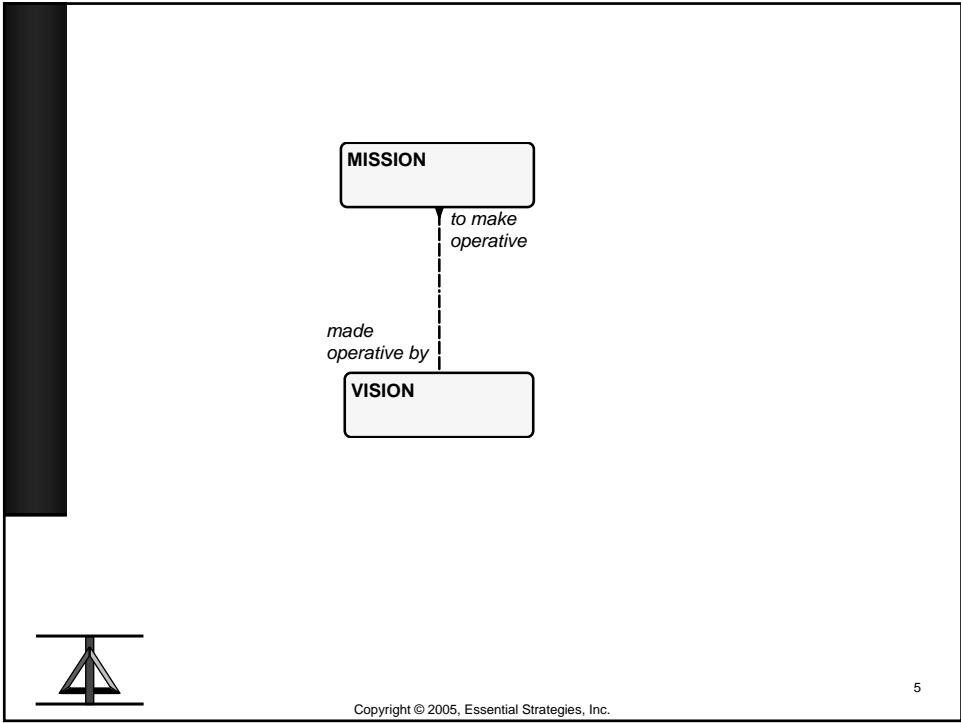 MISSION
to make
operative
made
operative by
VISION
5
Copyright © 2005, Essential Strategies, Inc.